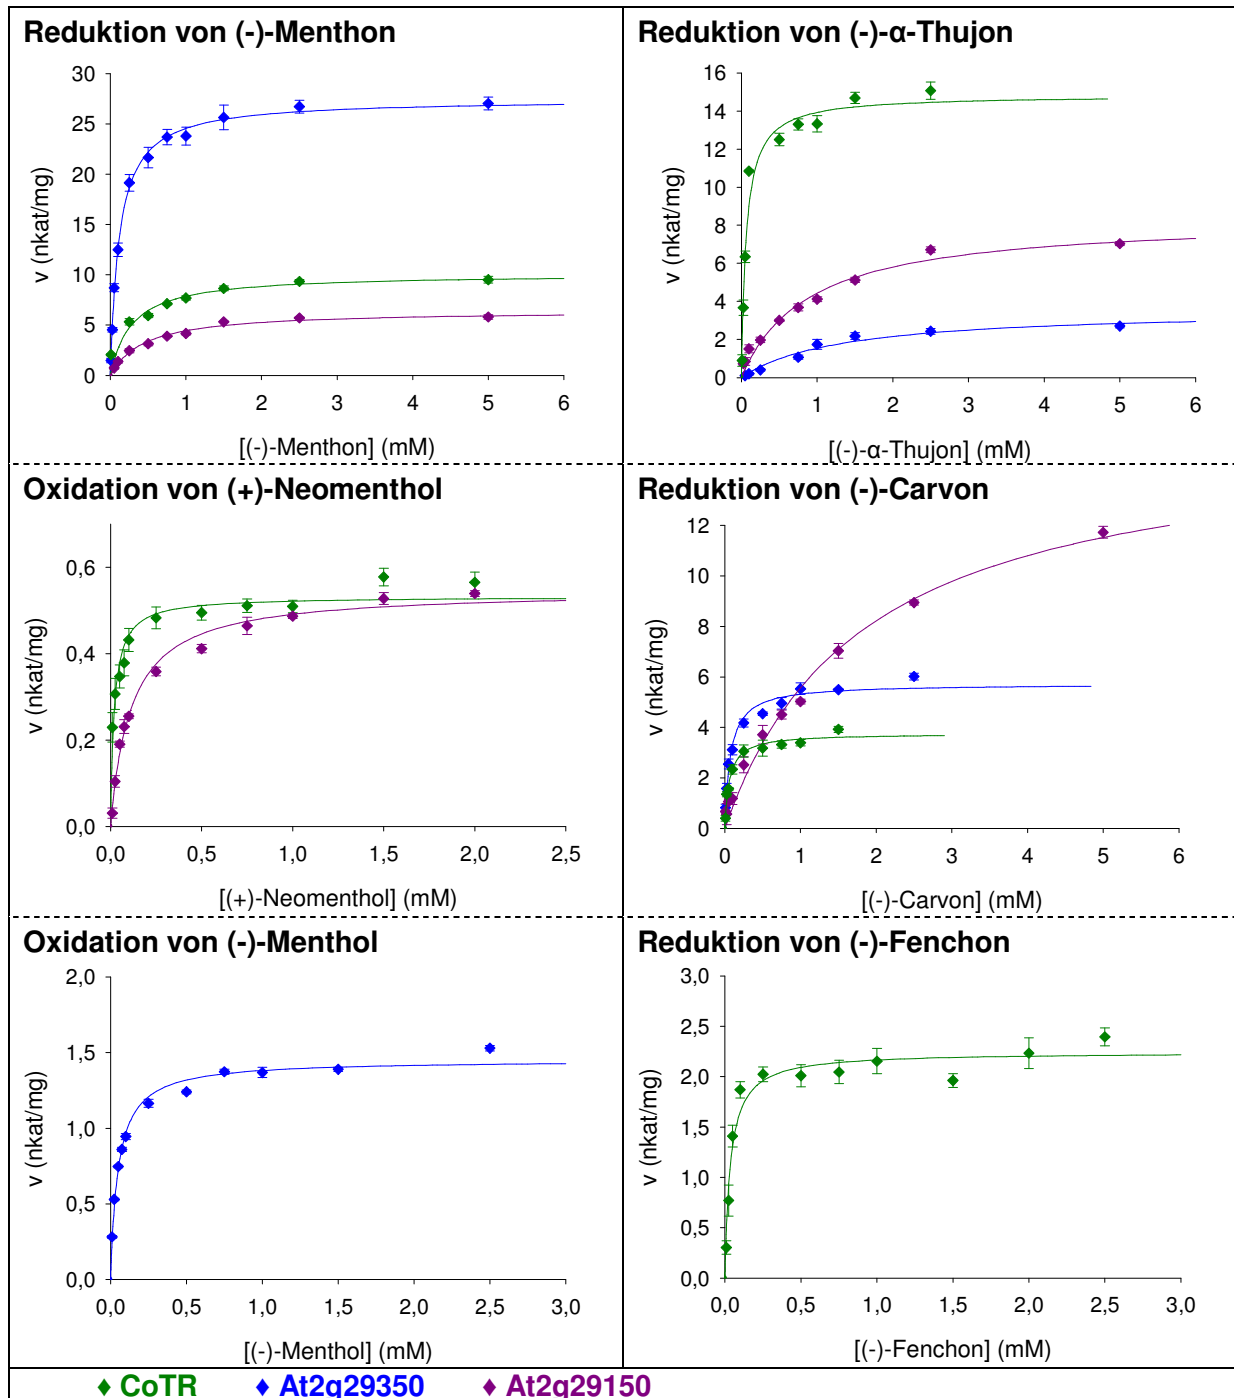 Reduktion von (-)-Menthon
30
25
20
15
10
5
0
v (nkat/mg)
0 1 2 3 4 5 6
[(-)-Menthon] (mM)
Reduktion von (-)-α-Thujon
16
14
12
10
8
6
4
2
0
v (nkat/mg)
0 1 2 3 4 5 6
[(-)-α-Thujon] (mM)
Oxidation von (+)-Neomenthol
0,6
0,4
0,2
0,0
v (nkat/mg)
0,0 0,5 1,0 1,5 2,0 2,5
[(+)-Neomenthol] (mM)
Reduktion von (-)-Carvon
12
10
8
6
4
2
0
v (nkat/mg)
0 1 2 3 4 5 6
[(-)-Carvon] (mM)
Oxidation von (-)-Menthol
2,0
1,5
1,0
0,5
0,0
v (nkat/mg)
0,0 0,5 1,0 1,5 2,0 2,5 3,0
[(-)-Menthol] (mM)
Reduktion von (-)-Fenchon
3,0
2,5
2,0
1,5
1,0
0,5
0,0
v (nkat/mg)
0,0 0,5 1,0 1,5 2,0 2,5 3,0
[(-)-Fenchon] (mM)
CoTR At2g29350 At2g29150